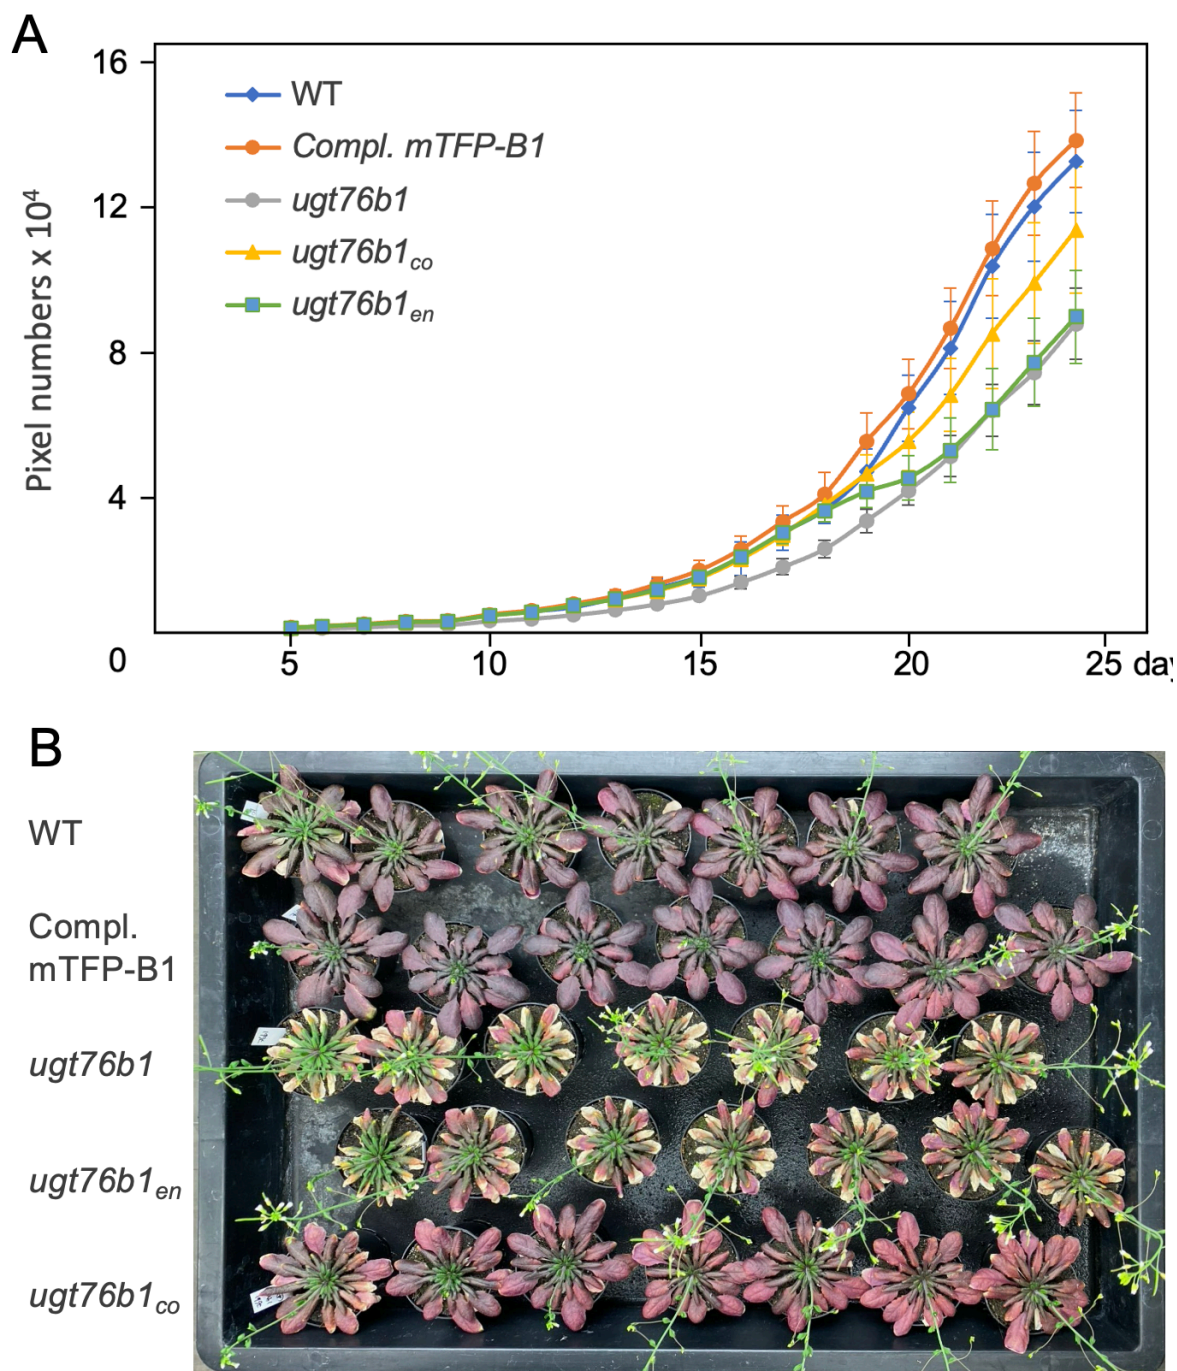 A
16
12
8
4
0
Pixel numbers x 10⁴
WT
Compl. mTFP-B1
ugt76b1
ugt76b1co
ugt76b1en
5 10 15 20 25 day
B
WT
Compl.
mTFP-B1
ugt76b1
ugt76b1en
ugt76b1co